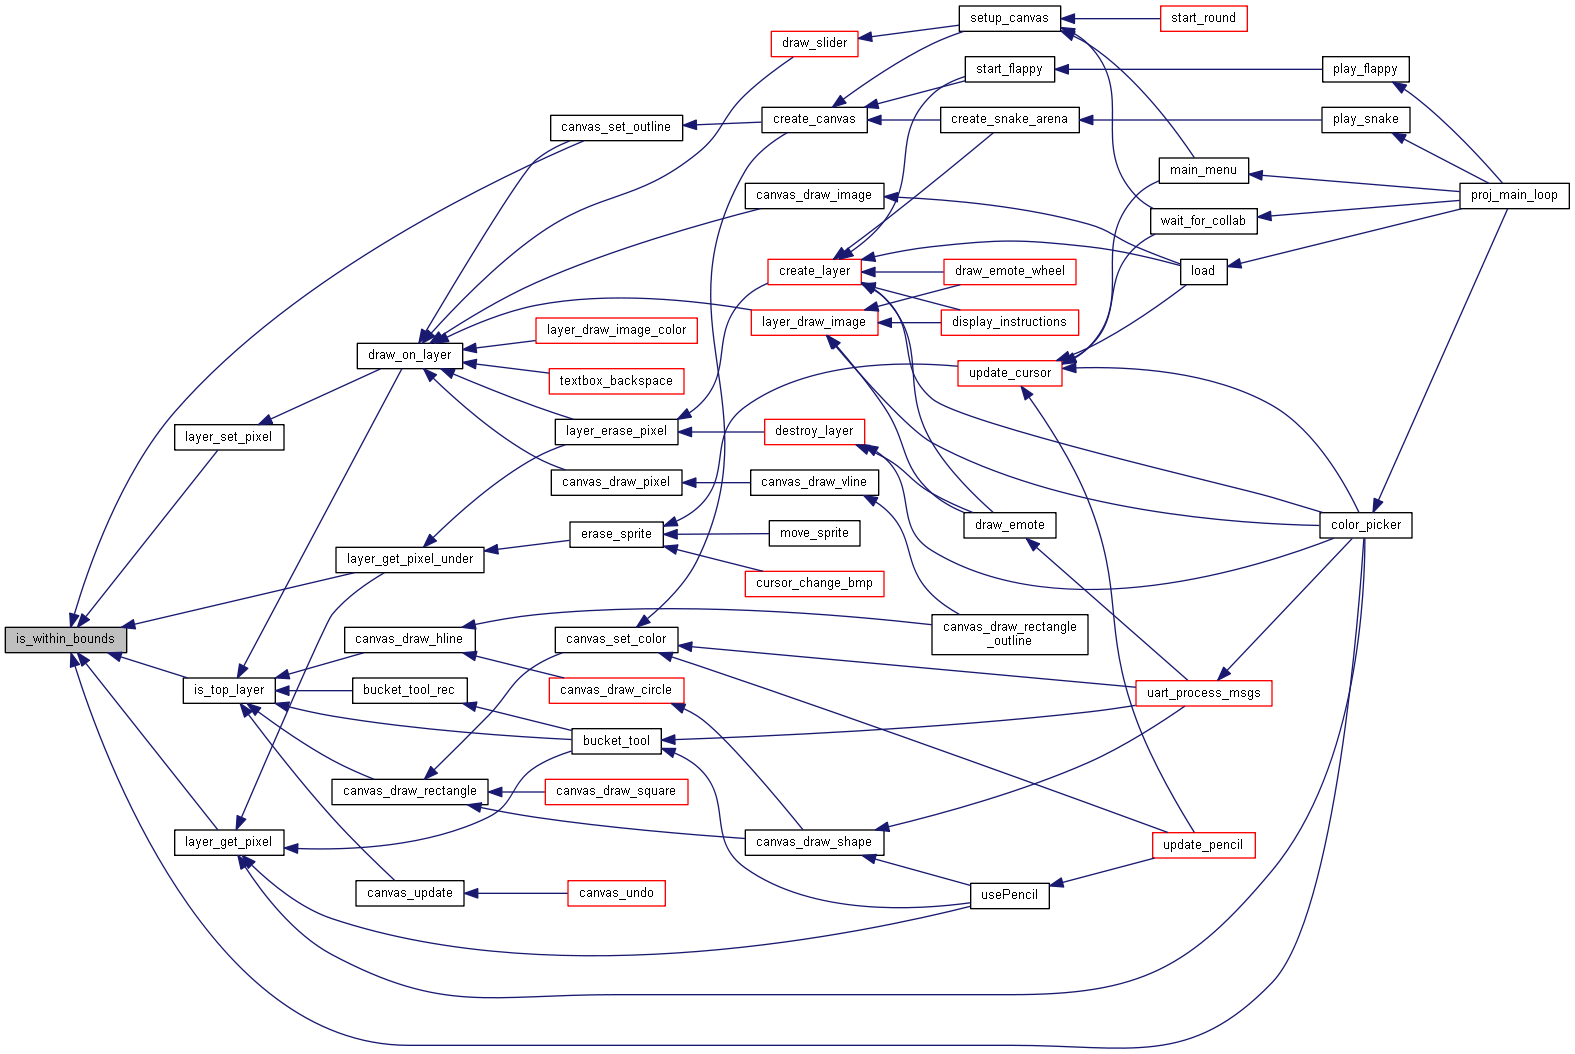 setup_canvas
start_round
draw_slider
start_flappy
play_flappy
canvas_set_outline
create_canvas
create_snake_arena
play_snake
main_menu
canvas_draw_image
proj_main_loop
wait_for_collab
create_layer
draw_emote_wheel
load
layer_draw_image_color
layer_draw_image
display_instructions
draw_on_layer
textbox_backspace
update_cursor
layer_set_pixel
layer_erase_pixel
destroy_layer
canvas_draw_pixel
canvas_draw_vline
draw_emote
color_picker
erase_sprite
move_sprite
layer_get_pixel_under
cursor_change_bmp
is_within_bounds
canvas_draw_hline
canvas_set_color
canvas_draw_rectangle
_outline
is_top_layer
bucket_tool_rec
canvas_draw_circle
uart_process_msgs
bucket_tool
canvas_draw_rectangle
canvas_draw_square
layer_get_pixel
canvas_draw_shape
update_pencil
canvas_update
canvas_undo
usePencil